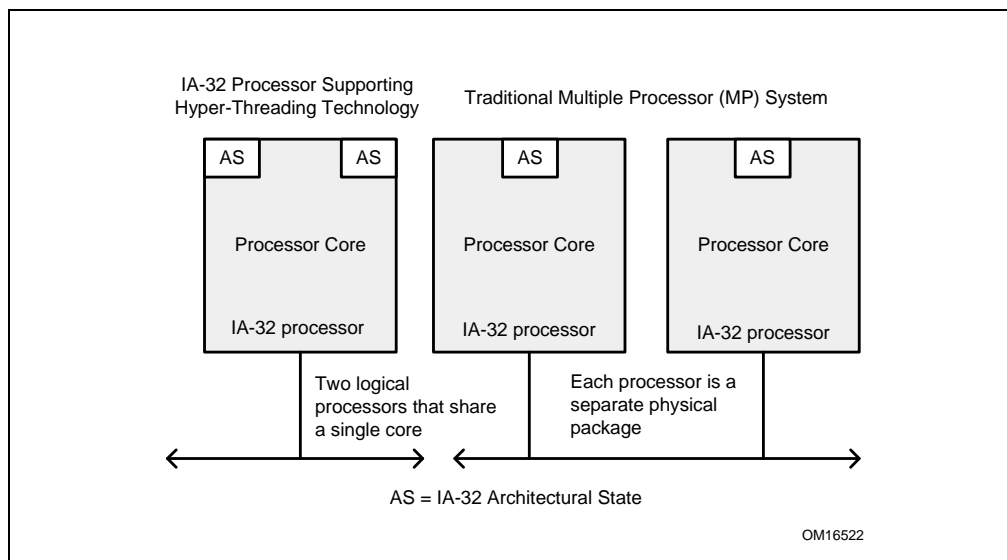 IA-32 Processor Supporting
Hyper-Threading Technology
Traditional Multiple Processor (MP) System
AS
AS
AS
AS
Processor Core
Processor Core
Processor Core
IA-32 processor
IA-32 processor
IA-32 processor
Two logical
processors that share
a single core
Each processor is a
separate physical
package
AS = IA-32 Architectural State
OM16522